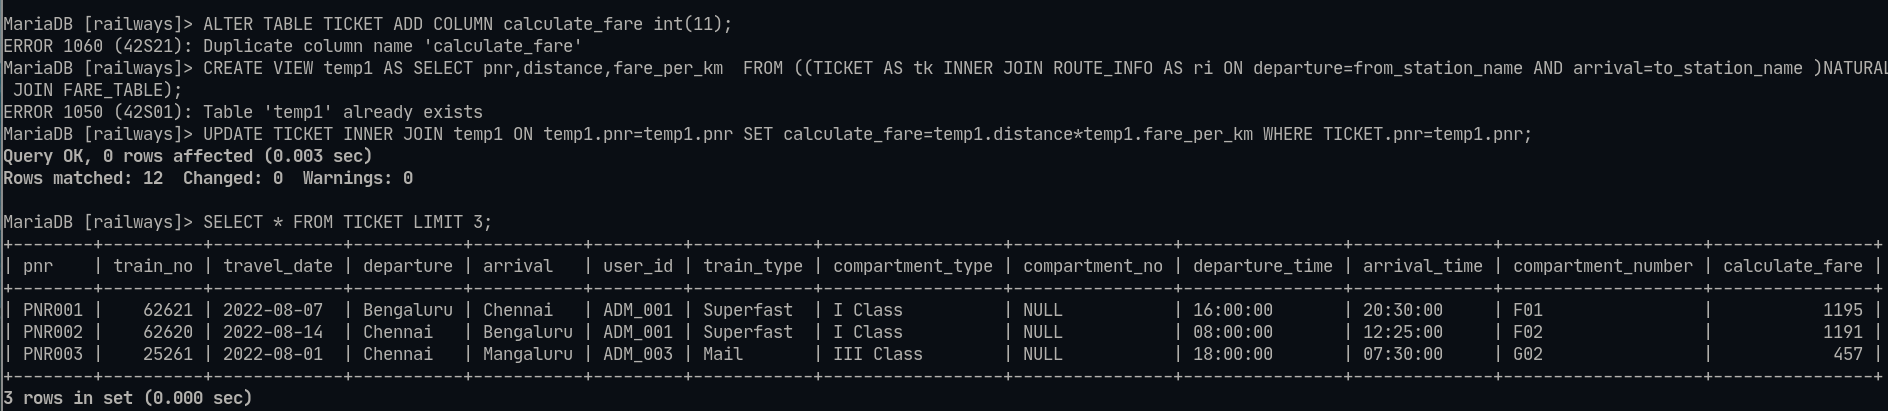 MariaDB [railways]> ALTER TABLE TICKET ADD COLUMN calculate_fare int(11);
ERROR 1060 (42S21): Duplicate column name 'calculate_fare'
MariaDB [railways]> CREATE VIEW temp1 AS SELECT pnr,distance,fare_per_km  FROM ((TICKET AS tk INNER JOIN ROUTE_INFO AS ri ON departure=from_station_name AND arrival=to_station_name )NATURAL
 JOIN FARE_TABLE);
ERROR 1050 (42S01): Table 'temp1' already exists
MariaDB [railways]> UPDATE TICKET INNER JOIN temp1 ON temp1.pnr=temp1.pnr SET calculate_fare=temp1.distance*temp1.fare_per_km WHERE TICKET.pnr=temp1.pnr;
Query OK, 0 rows affected (0.003 sec)
Rows matched: 12  Changed: 0  Warnings: 0

MariaDB [railways]> SELECT * FROM TICKET LIMIT 3;
+--------+----------+-------------+-----------+-----------+---------+------------+------------------+----------------+----------------+--------------+--------------------+----------------+
| pnr    | train_no | travel_date | departure | arrival   | user_id | train_type | compartment_type | compartment_no | departure_time | arrival_time | compartment_number | calculate_fare |
+--------+----------+-------------+-----------+-----------+---------+------------+------------------+----------------+----------------+--------------+--------------------+----------------+
| PNR001 |    62621 | 2022-08-07  | Bengaluru | Chennai   | ADM_001 | Superfast  | I Class          | NULL           | 16:00:00       | 20:30:00     | F01                |           1195 |
| PNR002 |    62620 | 2022-08-14  | Chennai   | Bengaluru | ADM_001 | Superfast  | I Class          | NULL           | 08:00:00       | 12:25:00     | F02                |           1191 |
| PNR003 |    25261 | 2022-08-01  | Chennai   | Mangaluru | ADM_003 | Mail       | III Class        | NULL           | 18:00:00       | 07:30:00     | G02                |            457 |
+--------+----------+-------------+-----------+-----------+---------+------------+------------------+----------------+----------------+--------------+--------------------+----------------+
3 rows in set (0.000 sec)